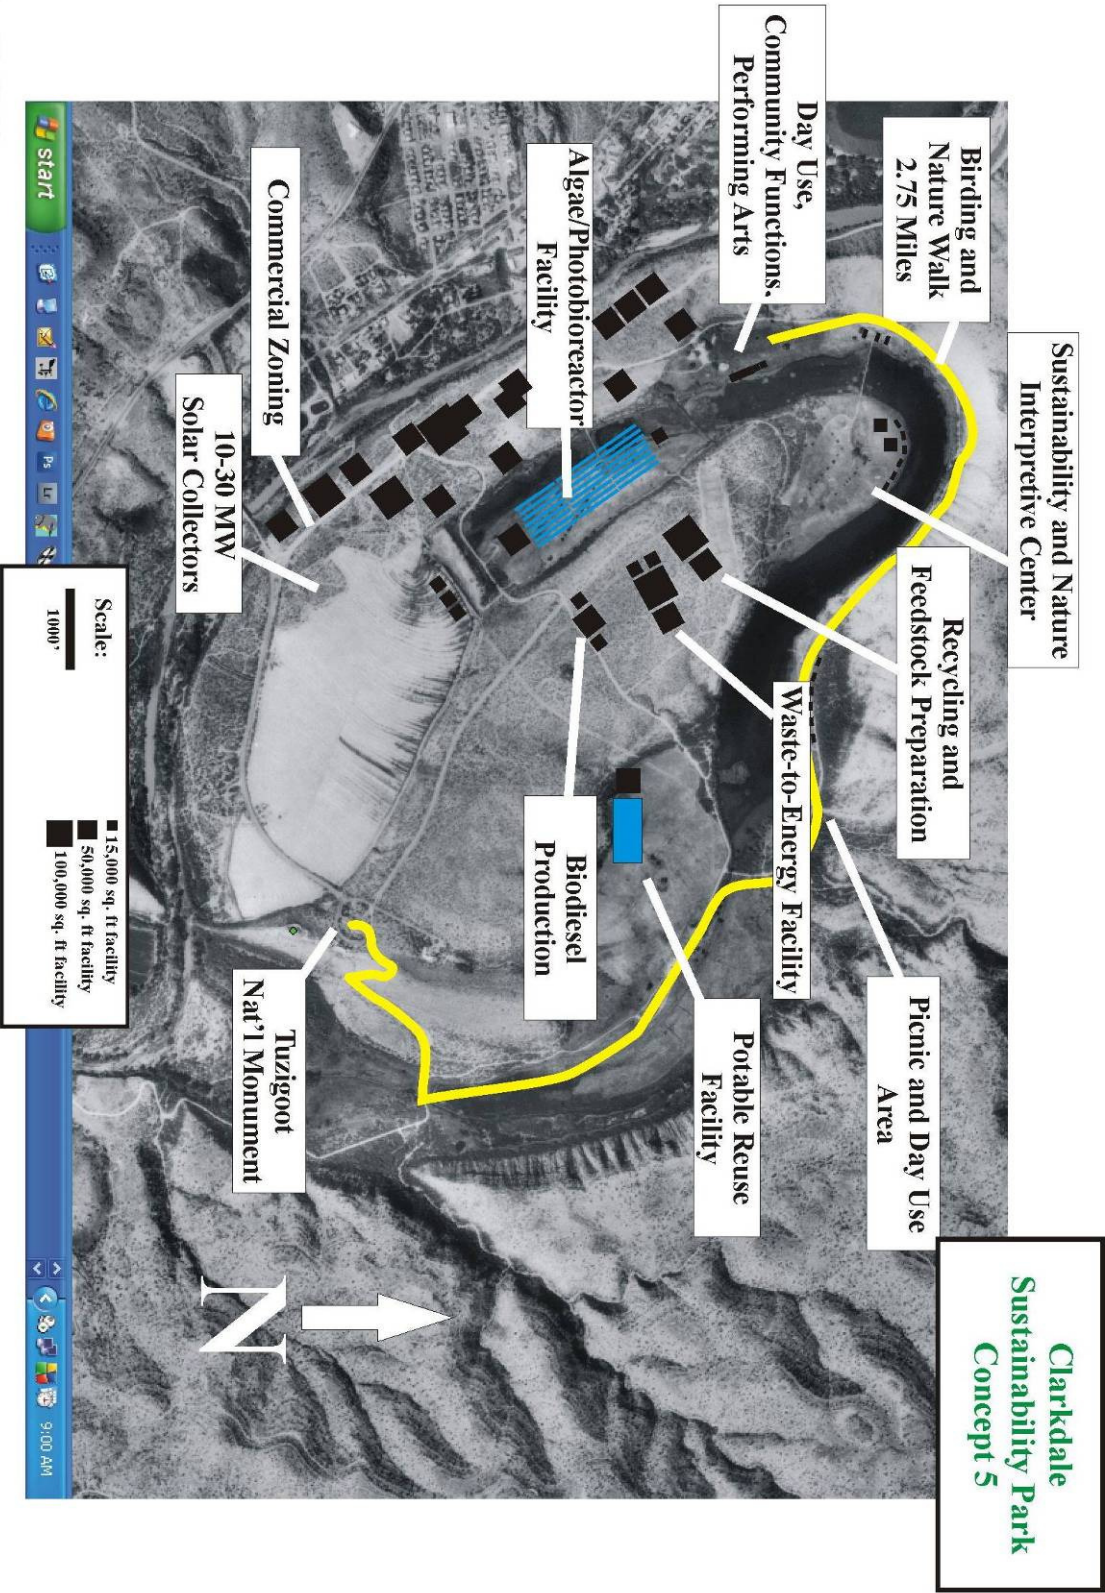 Clarkdale
Sustainability Park
Concept 5
Sustainability and Nature
Interpretive Center
Birding and
Nature Walk
2.75 Miles
Recycling and
Feedstock Preparation
Picnic and Day Use
Area
Day Use,
Community Functions,
Performing Arts
Waste-to-Energy Facility
Potable Reuse
Facility
Algae/Photobioreactor
Facility
Biodiesel
Production
Commercial Zoning
10-30 MW
Solar Collectors
Tuzigoot
Nat'l Monument
N
Scale:
1000'
15,000 sq. ft facility
50,000 sq. ft facility
100,000 sq. ft facility
start
Ps
Lr
9:00 AM